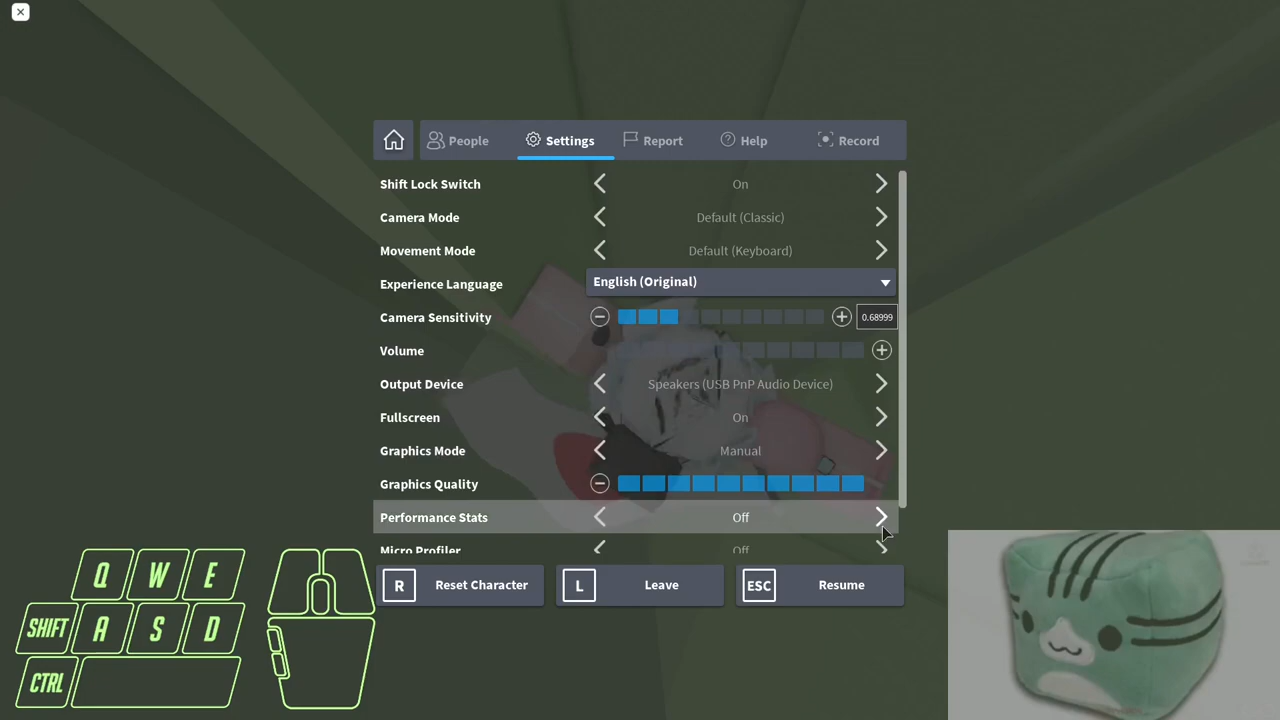 People Settings Report Help Record
Shift Lock Switch On
Camera Mode Default (Classic)
Movement Mode Default (Keyboard)
Experience Language English (Original)
Camera Sensitivity 0.68999
Volume
Output Device Speakers (USB PnP Audio Device)
Fullscreen On
Graphics Mode Manual
Graphics Quality
Performance Stats Off
Micro Profiler Off
R Reset Character L Leave ESC Resume
Q W E
SHIFT A S D
CTRL